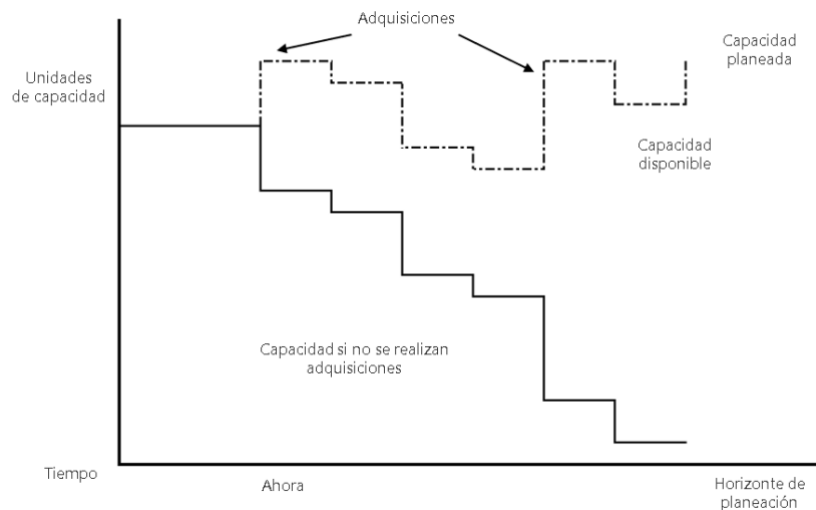 Adquisiciones
Capacidad
planeada
Unidades
de capacidad
Capacidad
disponible
Capacidad si no se realizan
adquisiciones
Tiempo
Ahora
Horizonte de
planeación